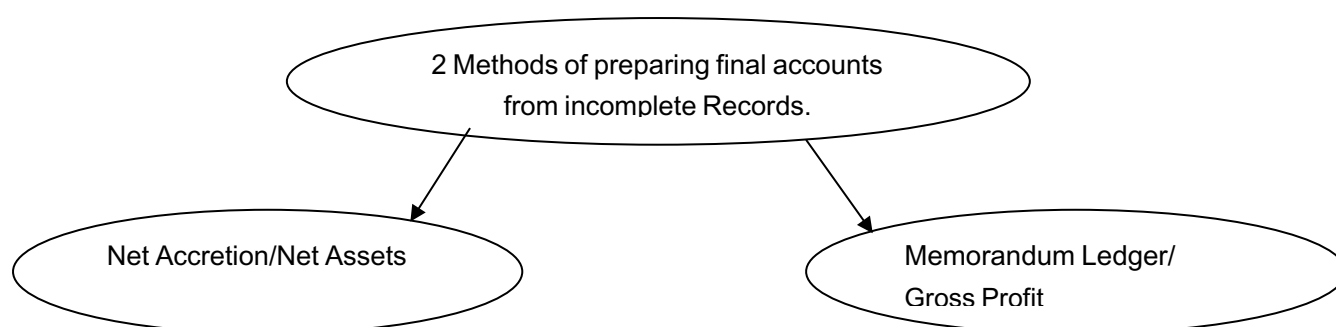 2 Methods of preparing final accounts
from incomplete Records.
Net Accretion/Net Assets
Memorandum Ledger/
Gross Profit